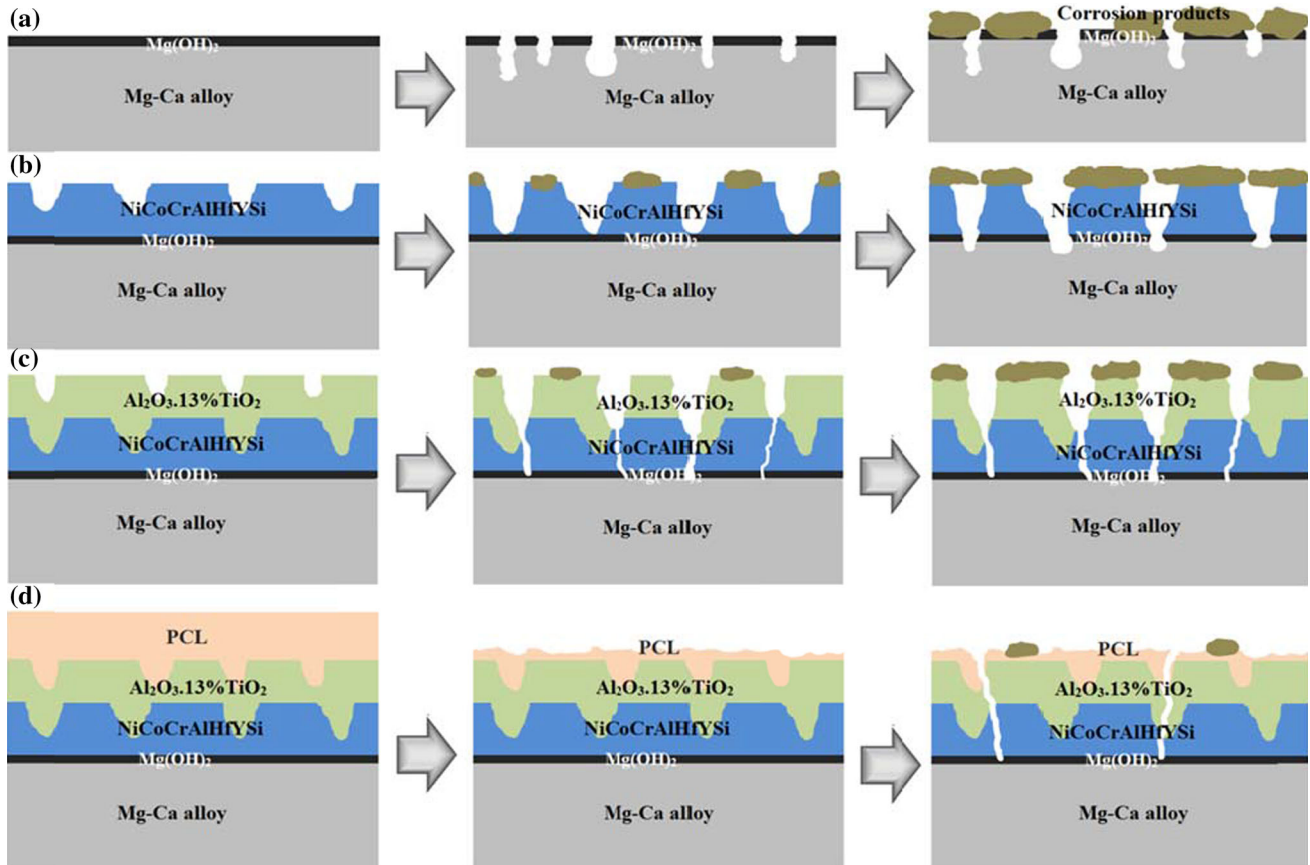 (a)
Mg(OH)₂
Mg-Ca alloy
Mg(OH)₂
Mg-Ca alloy
Corrosion products
Mg(OH)₂
Mg-Ca alloy
(b)
NiCoCrAlHfYSi
Mg(OH)₂
Mg-Ca alloy
NiCoCrAlHfYSi
Mg(OH)₂
Mg-Ca alloy
NiCoCrAlHfYSi
Mg(OH)₂
Mg-Ca alloy
(c)
Al₂O₃.13%TiO₂
NiCoCrAlHfYSi
Mg(OH)₂
Mg-Ca alloy
Al₂O₃.13%TiO₂
NiCoCrAlHfYSi
Mg(OH)₂
Mg-Ca alloy
Al₂O₃.13%TiO₂
NiCoCrAlHfYSi
Mg(OH)₂
Mg-Ca alloy
(d)
PCL
Al₂O₃.13%TiO₂
NiCoCrAlHfYSi
Mg(OH)₂
Mg-Ca alloy
PCL
Al₂O₃.13%TiO₂
NiCoCrAlHfYSi
Mg(OH)₂
Mg-Ca alloy
PCL
Al₂O₃.13%TiO₂
NiCoCrAlHfYSi
Mg(OH)₂
Mg-Ca alloy